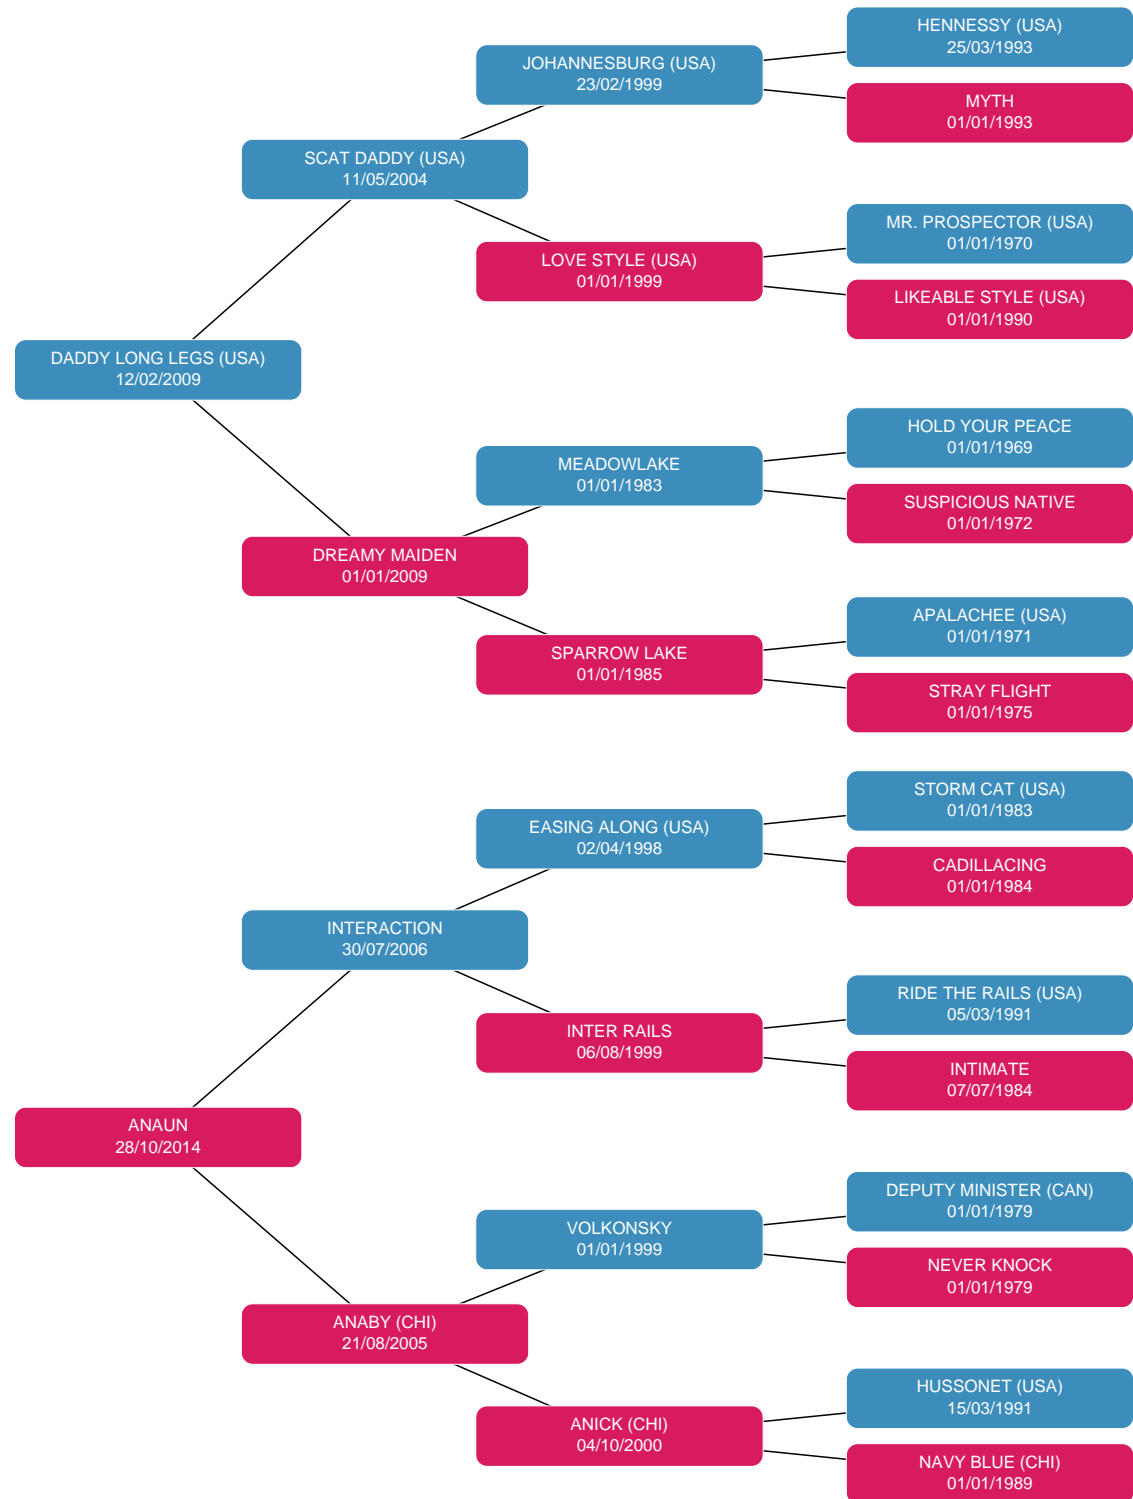 HENNESSY (USA)
25/03/1993
JOHANNESBURG (USA)
23/02/1999
MYTH
01/01/1993
SCAT DADDY (USA)
11/05/2004
MR. PROSPECTOR (USA)
01/01/1970
LOVE STYLE (USA)
01/01/1999
LIKEABLE STYLE (USA)
01/01/1990
DADDY LONG LEGS (USA)
12/02/2009
HOLD YOUR PEACE
01/01/1969
MEADOWLAKE
01/01/1983
SUSPICIOUS NATIVE
01/01/1972
DREAMY MAIDEN
01/01/2009
APALACHEE (USA)
01/01/1971
SPARROW LAKE
01/01/1985
STRAY FLIGHT
01/01/1975
STORM CAT (USA)
01/01/1983
EASING ALONG (USA)
02/04/1998
CADILLACING
01/01/1984
INTERACTION
30/07/2006
RIDE THE RAILS (USA)
05/03/1991
INTER RAILS
06/08/1999
INTIMATE
07/07/1984
ANAUN
28/10/2014
DEPUTY MINISTER (CAN)
01/01/1979
VOLKONSKY
01/01/1999
NEVER KNOCK
01/01/1979
ANABY (CHI)
21/08/2005
HUSSONET (USA)
15/03/1991
ANICK (CHI)
04/10/2000
NAVY BLUE (CHI)
01/01/1989